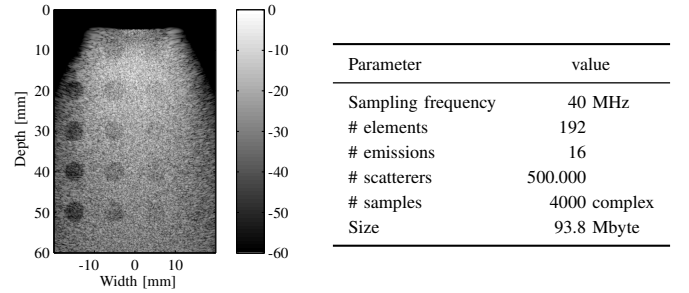 0
10
20
30
40
50
60
Depth [mm]
-10 0 10
Width [mm]
0
-10
-20
-30
-40
-50
-60
Parameter value
Sampling frequency 40 MHz
# elements 192
# emissions 16
# scatterers 500.000
# samples 4000 complex
Size 93.8 Mbyte